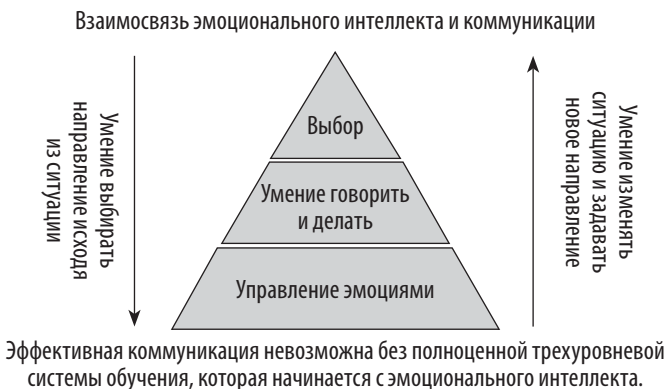 Взаимосвязь эмоционального интеллекта и коммуникации
Умение выбирать
направление исходя
из ситуации
Выбор
Умение говорить
и делать
Управление эмоциями
Умение изменять
ситуацию и задавать
новое направление
Эффективная коммуникация невозможна без полноценной трехуровневой
системы обучения, которая начинается с эмоционального интеллекта.